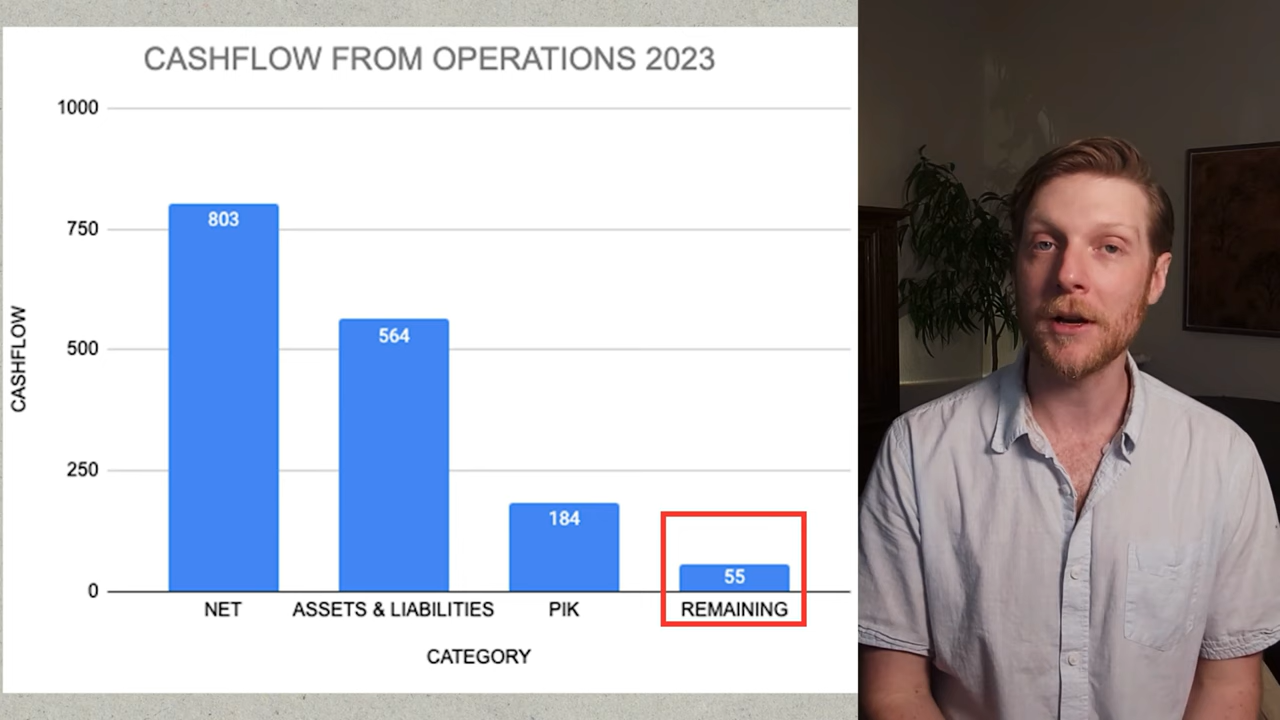 CASHFLOW FROM OPERATIONS 2023
1000
750
500
250
0
CASHFLOW
803
564
184
55
NET
ASSETS & LIABILITIES
PIK
REMAINING
CATEGORY